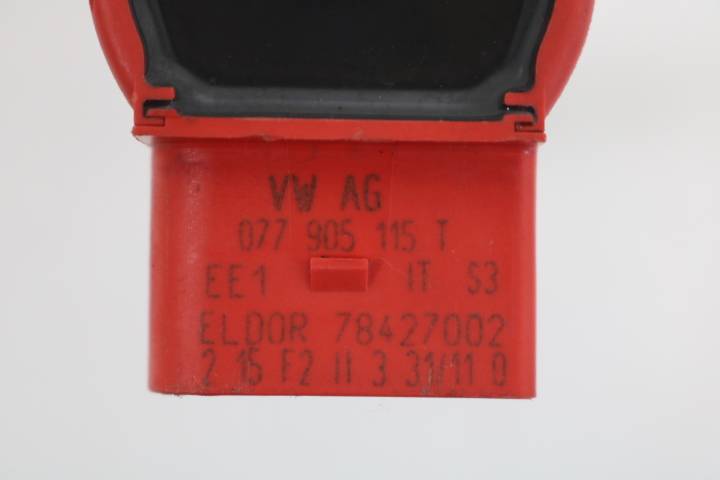 VW AG
077 905 115 T
EE1 IT S3
ELDOR 78427002
2 15 F2 II 3 31/11 0